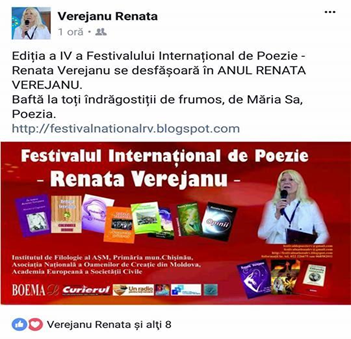 Verejanu Renata
1 oră
Ediția a IV a Festivalului Internațional de Poezie -
Renata Verejanu se desfășoară în ANUL RENATA
VEREJANU.
Baftă la toți îndrăgostiții de frumos, de Măria Sa,
Poezia.
http://festivalnationalrv.blogspot.com
Festivalul Internațional de Poezie
- Renata Verejanu -
Institutul de Filologie al AȘM, Primăria mun.Chișinău,
Asociația Națională a Oamenilor de Creație din Moldova,
Academia Europeană a Societății Civile
BOEMA Curierul Un radio
Verejanu Renata și alți 8